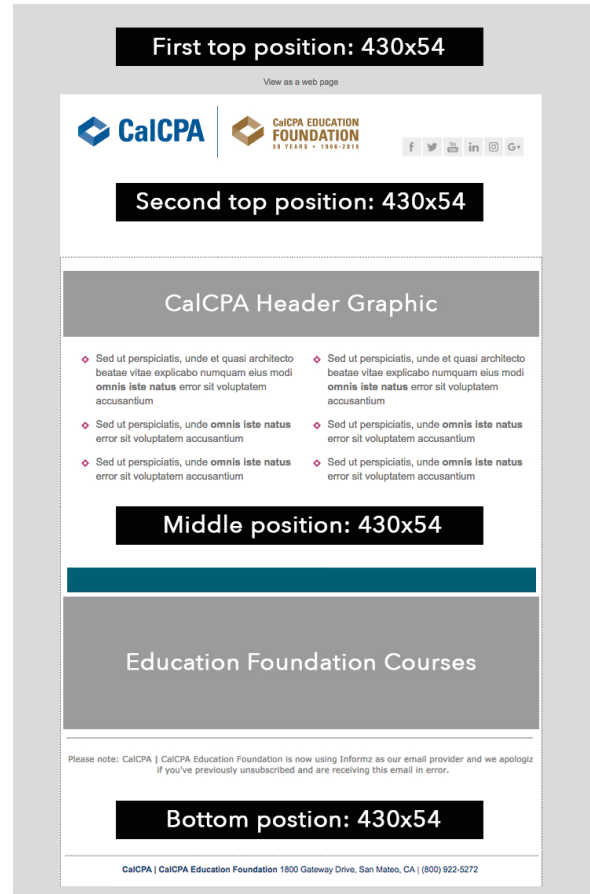 First top position: 430x54
View as a web page
CalCPA
CalCPA EDUCATION
FOUNDATION
50 YEARS • 1966-2016
f
You
Tube
in
G+
Second top position: 430x54
CalCPA Header Graphic
Sed ut perspiciatis, unde et quasi architecto
beatae vitae explicabo numquam eius modi
omnis iste natus error sit voluptatem
accusantium
Sed ut perspiciatis, unde omnis iste natus
error sit voluptatem accusantium
Sed ut perspiciatis, unde omnis iste natus
error sit voluptatem accusantium
Sed ut perspiciatis, unde et quasi architecto
beatae vitae explicabo numquam eius modi
omnis iste natus error sit voluptatem
accusantium
Sed ut perspiciatis, unde omnis iste natus
error sit voluptatem accusantium
Sed ut perspiciatis, unde omnis iste natus
error sit voluptatem accusantium
Middle position: 430x54
Education Foundation Courses
Please note: CalCPA | CalCPA Education Foundation is now using Informz as our email provider and we apologiz
if you've previously unsubscribed and are receiving this email in error.
Bottom postion: 430x54
CalCPA | CalCPA Education Foundation 1800 Gateway Drive, San Mateo, CA | (800) 922-5272